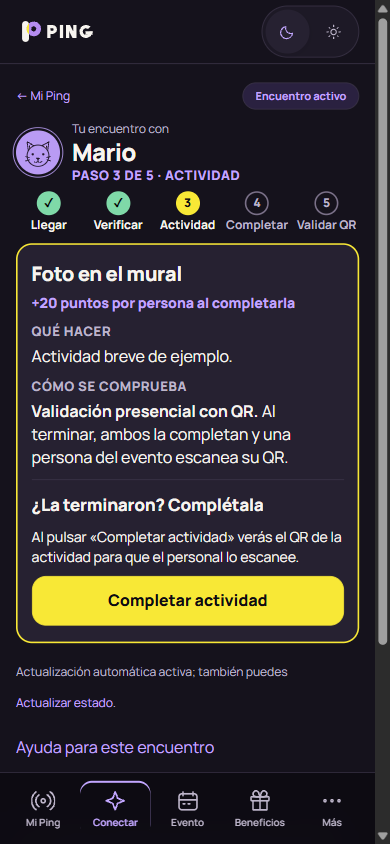 PING
← Mi Ping
Encuentro activo
Tu encuentro con
Mario
PASO 3 DE 5 · ACTIVIDAD
✓ ✓ 3 4 5
Llegar Verificar Actividad Completar Validar QR
Foto en el mural
+20 puntos por persona al completarla
QUÉ HACER
Actividad breve de ejemplo.
CÓMO SE COMPRUEBA
Validación presencial con QR. Al
terminar, ambos la completan y una
persona del evento escanea su QR.
¿La terminaron? Complétala
Al pulsar «Completar actividad» verás el QR de la
actividad para que el personal lo escanee.
Completar actividad
Actualización automática activa; también puedes
Actualizar estado.
Ayuda para este encuentro
Mi Ping Conectar Evento Beneficios Más